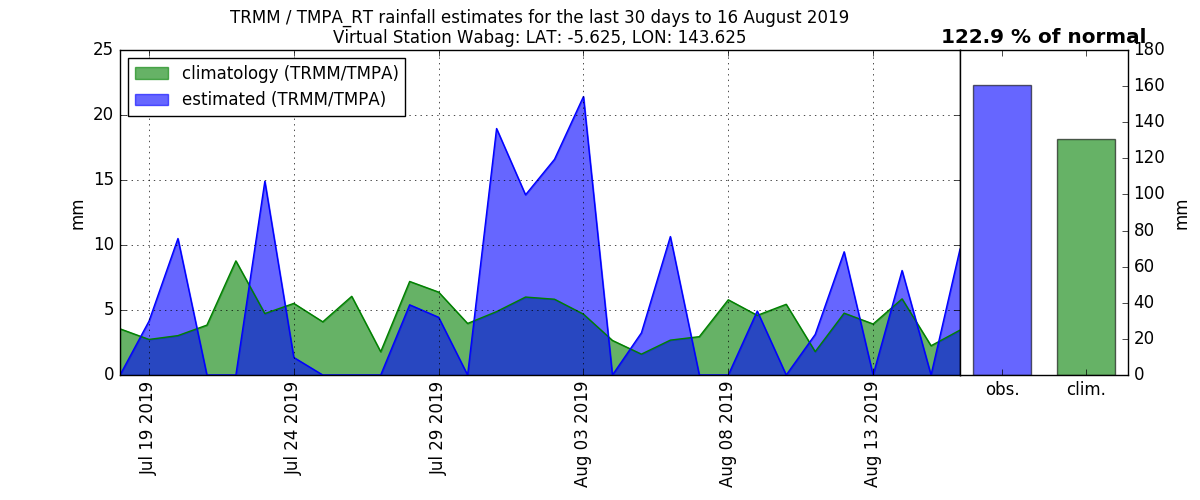 TRMM / TMPA_RT rainfall estimates for the last 30 days to 16 August 2019
Virtual Station Wabag: LAT: -5.625, LON: 143.625
122.9 % of normal
climatology (TRMM/TMPA)
estimated (TRMM/TMPA)
25
20
15
10
5
0
mm
Jul 19 2019
Jul 24 2019
Jul 29 2019
Aug 03 2019
Aug 08 2019
Aug 13 2019
180
160
140
120
100
80
60
40
20
0
mm
obs.
clim.